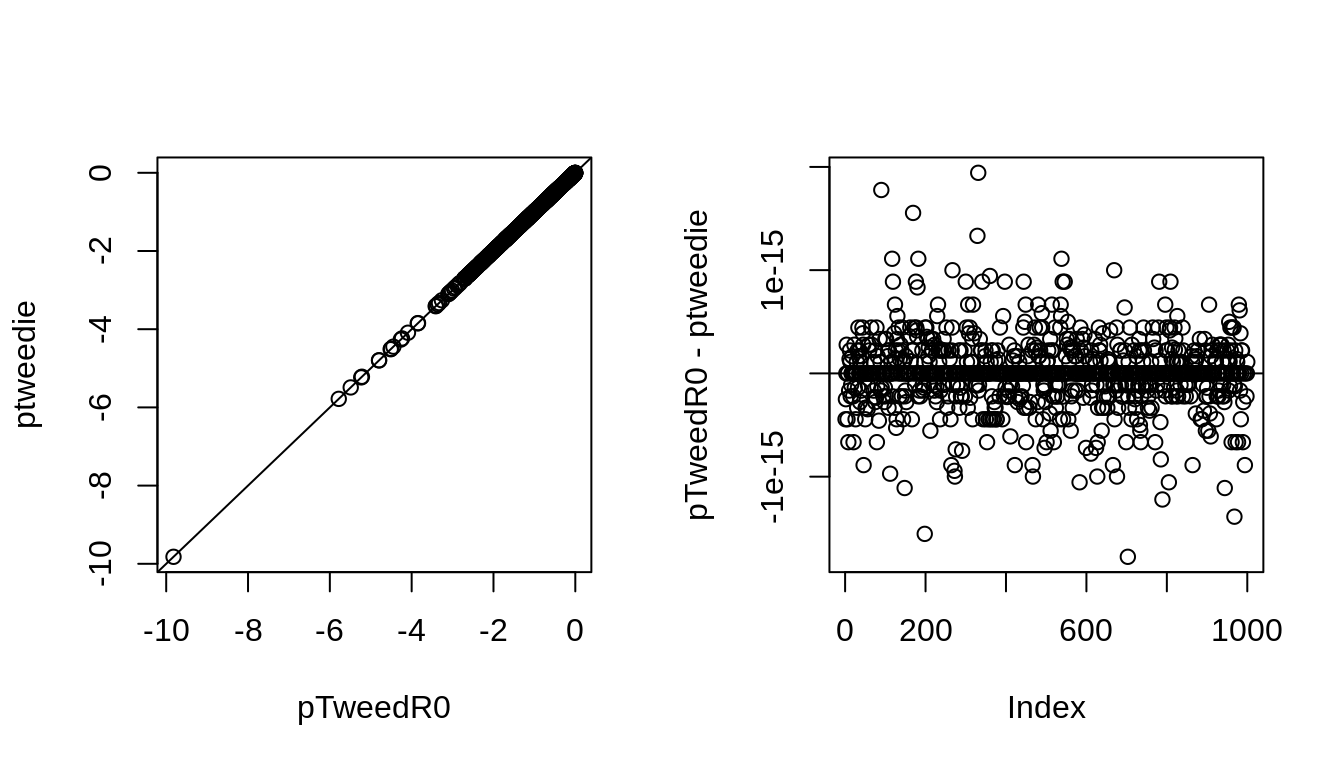 0
-2
-4
-6
-8
-10
ptweedie
-10 -8 -6 -4 -2 0
pTweedR0
1e-15
-1e-15
pTweedR0 - ptweedie
0 200 600 1000
Index